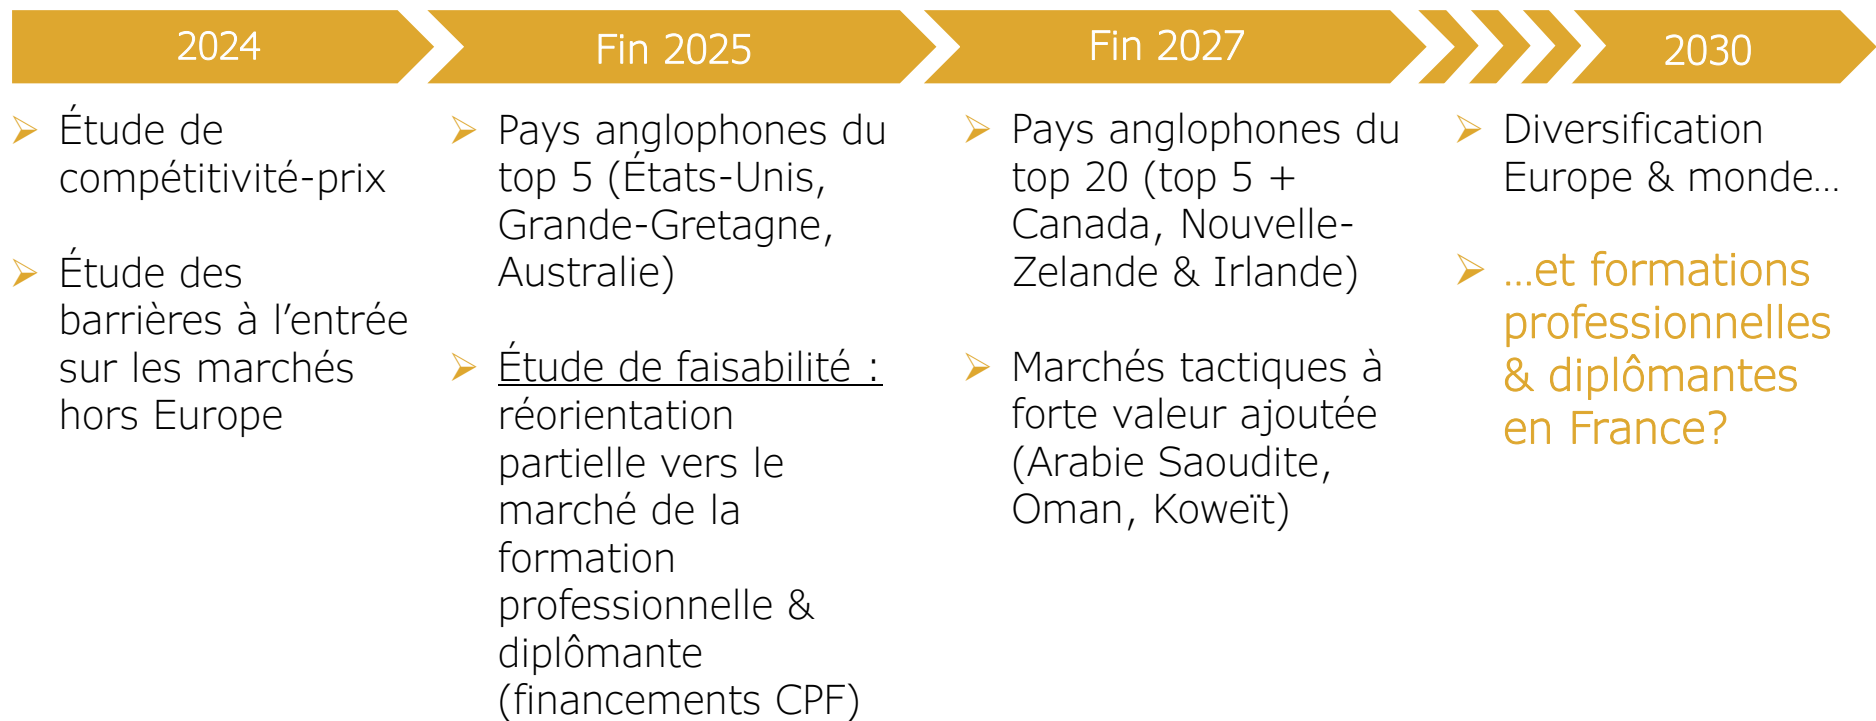 2024
Étude de
compétitivité-prix
Étude des
barrières à l’entrée
sur les marchés
hors Europe
Fin 2025
Pays anglophones du
top 5 (États-Unis,
Grande-Gretagne,
Australie)
Étude de faisabilité :
réorientation
partielle vers le
marché de la
formation
professionnelle &
diplômante
(financements CPF)
Fin 2027
Pays anglophones du
top 20 (top 5 +
Canada, Nouvelle-
Zelande & Irlande)
Marchés tactiques à
forte valeur ajoutée
(Arabie Saoudite,
Oman, Koweït)
2030
Diversification
Europe & monde…
…et formations
professionnelles
& diplômantes
en France?